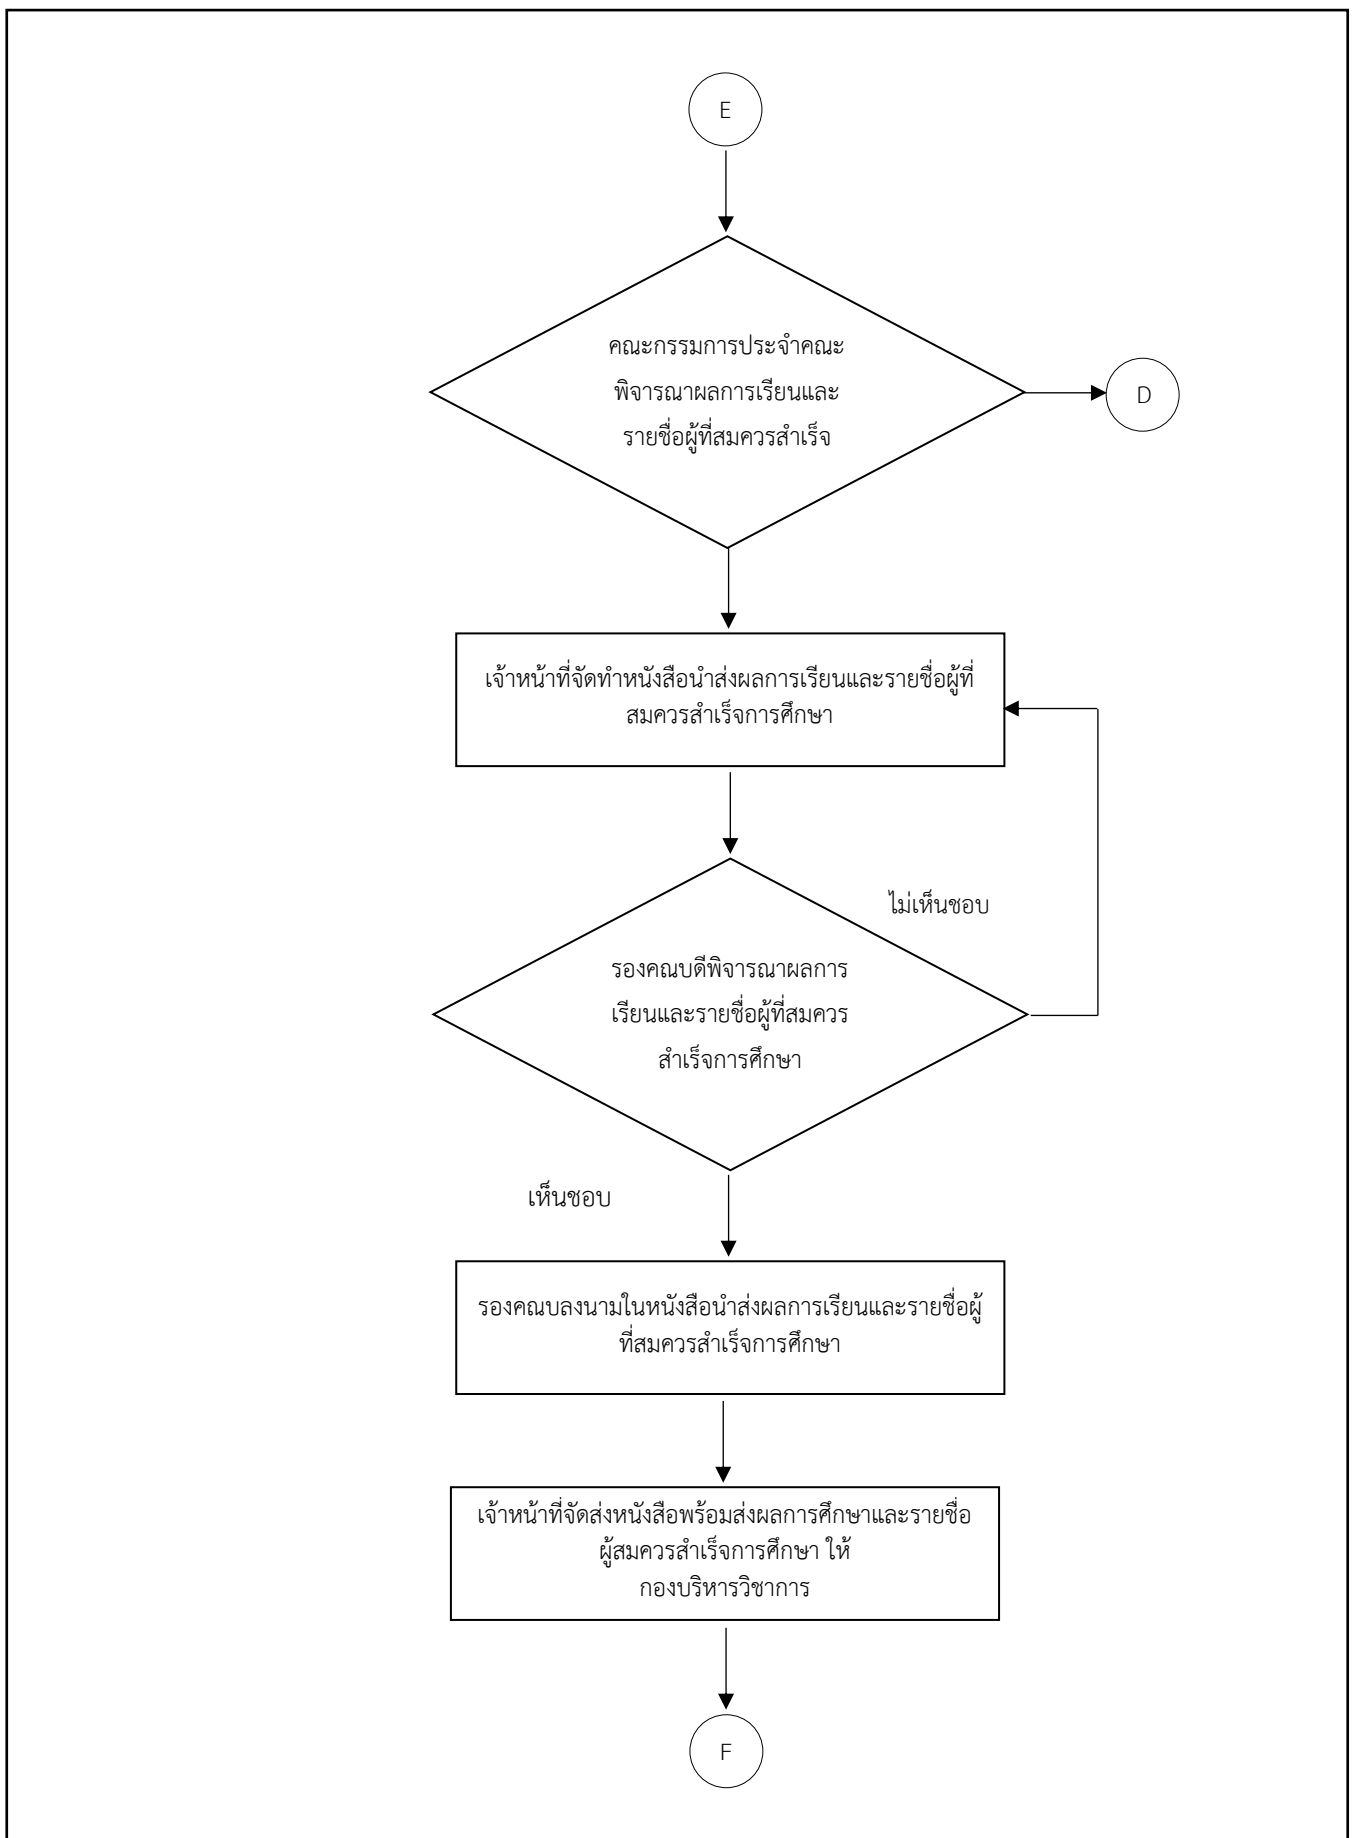 E
คณะกรรมการประจำคณะ
พิจารณาผลการเรียนและ
รายชื่อผู้ที่สมควรสำเร็จ
D
เจ้าหน้าที่จัดทำหนังสือนำส่งผลการเรียนและรายชื่อผู้ที่
สมควรสำเร็จการศึกษา
ไม่เห็นชอบ
รองคณบดีพิจารณาผลการ
เรียนและรายชื่อผู้ที่สมควร
สำเร็จการศึกษา
เห็นชอบ
รองคณบลงนามในหนังสือนำส่งผลการเรียนและรายชื่อผู้
ที่สมควรสำเร็จการศึกษา
เจ้าหน้าที่จัดส่งหนังสือพร้อมส่งผลการศึกษาและรายชื่อ
ผู้สมควรสำเร็จการศึกษา ให้
กองบริหารวิชาการ
F